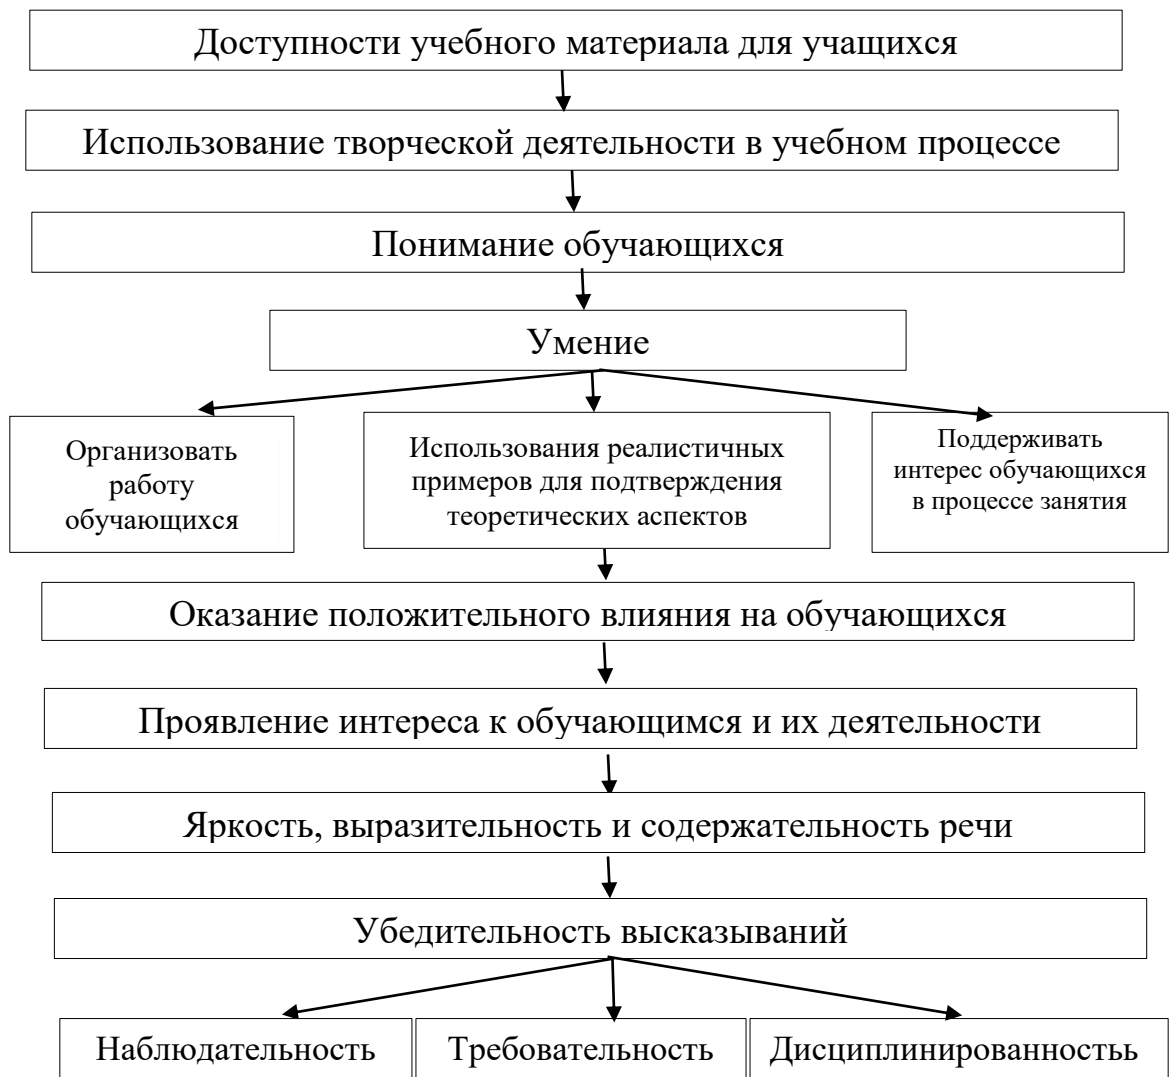 Доступности учебного материала для учащихся
Использование творческой деятельности в учебном процессе
Понимание обучающихся
Умение
Организовать
работу
обучающихся
Использования реалистичных
примеров для подтверждения
теоретических аспектов
Поддерживать
интерес обучающихся
в процессе занятия
Оказание положительного влияния на обучающихся
Проявление интереса к обучающимся и их деятельности
Яркость, выразительность и содержательность речи
Убедительность высказываний
Наблюдательность
Требовательность
Дисциплинированностьь